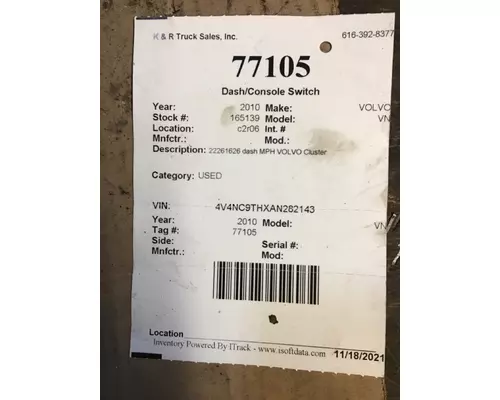 K & R Truck Sales, Inc. 616-392-8377
77105
Dash/Console Switch
Year: 2010 Make: VOLVO
Stock #: 165139 Model: VN
Location: c2r06 Int. #
Mnfctr.: Mod.:
Description: 22261626 dash MPH VOLVO Cluster
Category: USED
VIN: 4V4NC9THXAN282143
Year: 2010 Model: VN
Tag #: 77105
Side: Serial #:
Mnfctr.: Mod:
Location
Inventory Powered By ITrack - www.isoftdata.com 11/18/2021